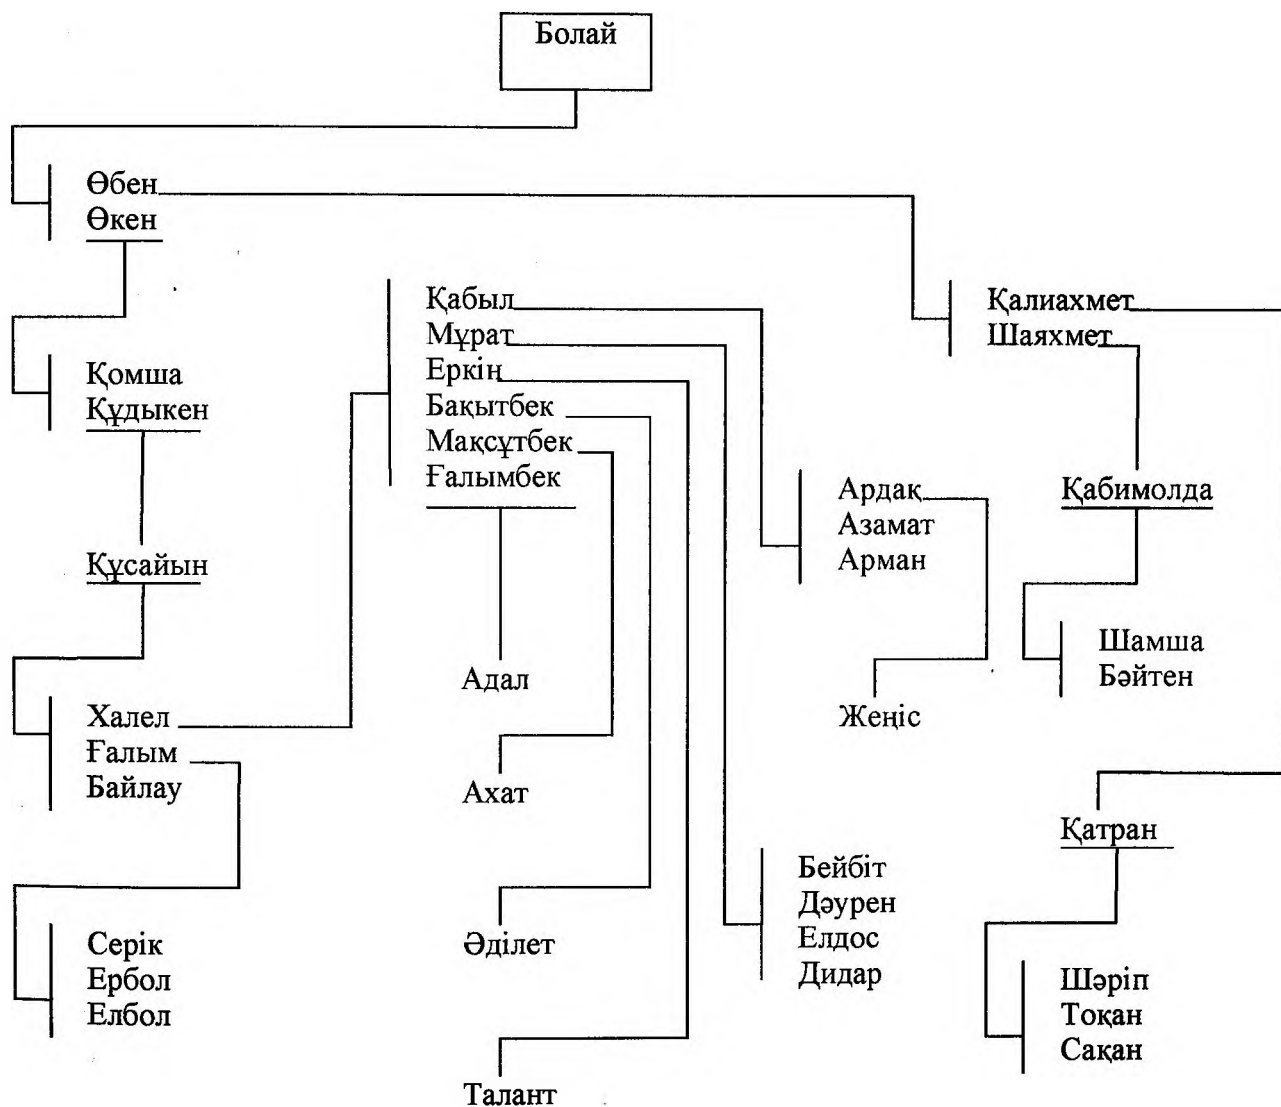 Болай
Өбен
Өкен
Қабыл
Мұрат
Еркін
Бақытбек
Мақсұтбек
Ғалымбек
Қалиахмет
Шаяхмет
Қомша
Құдыкен
Ардақ
Азамат
Арман
Қабимолда
Құсайын
Шамша
Бәйтен
Адал
Халел
Ғалым
Байлау
Жеңіс
Ахат
Қатран
Бейбіт
Дәурен
Елдос
Дидар
Серік
Ербол
Елбол
Әділет
Шәріп
Тоқан
Сақан
Талант